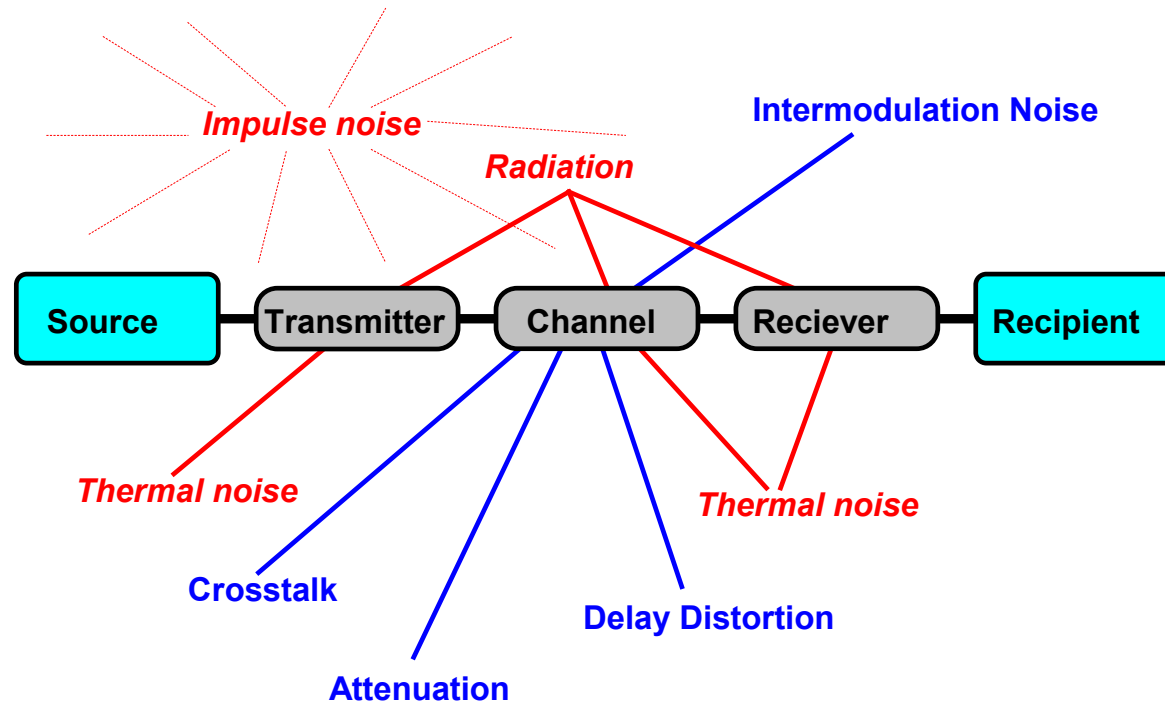 Impulse noise
Intermodulation Noise
Radiation
Source
Transmitter
Channel
Reciever
Recipient
Thermal noise
Thermal noise
Crosstalk
Delay Distortion
Attenuation